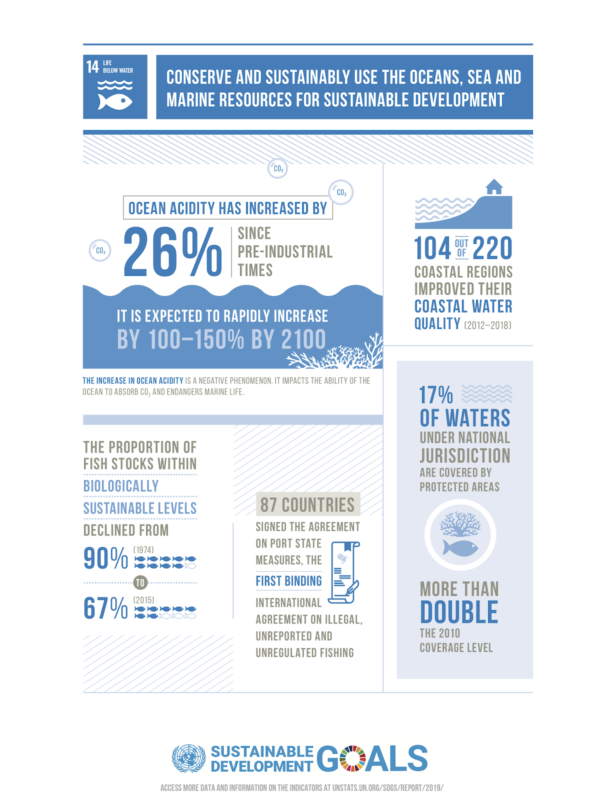 14 LIFE
BELOW WATER
CONSERVE AND SUSTAINABLY USE THE OCEANS, SEA AND
MARINE RESOURCES FOR SUSTAINABLE DEVELOPMENT
CO₂
CO₂
CO₂
OCEAN ACIDITY HAS INCREASED BY
26%
SINCE
PRE-INDUSTRIAL
TIMES
IT IS EXPECTED TO RAPIDLY INCREASE
BY 100–150% BY 2100
THE INCREASE IN OCEAN ACIDITY IS A NEGATIVE PHENOMENON. IT IMPACTS THE ABILITY OF THE
OCEAN TO ABSORB CO₂ AND ENDANGERS MARINE LIFE.
104 OUT OF 220
COASTAL REGIONS
IMPROVED THEIR
COASTAL WATER
QUALITY (2012–2018)
THE PROPORTION OF
FISH STOCKS WITHIN
BIOLOGICALLY
SUSTAINABLE LEVELS
DECLINED FROM
90% (1974)
TO
67% (2015)
87 COUNTRIES
SIGNED THE AGREEMENT
ON PORT STATE
MEASURES, THE
FIRST BINDING
INTERNATIONAL
AGREEMENT ON ILLEGAL,
UNREPORTED AND
UNREGULATED FISHING
17%
OF WATERS
UNDER NATIONAL
JURISDICTION
ARE COVERED BY
PROTECTED AREAS
MORE THAN
DOUBLE
THE 2010
COVERAGE LEVEL
SUSTAINABLE
DEVELOPMENT
GOALS
ACCESS MORE DATA AND INFORMATION ON THE INDICATORS AT UNSTATS.UN.ORG/SDGS/REPORT/2019/